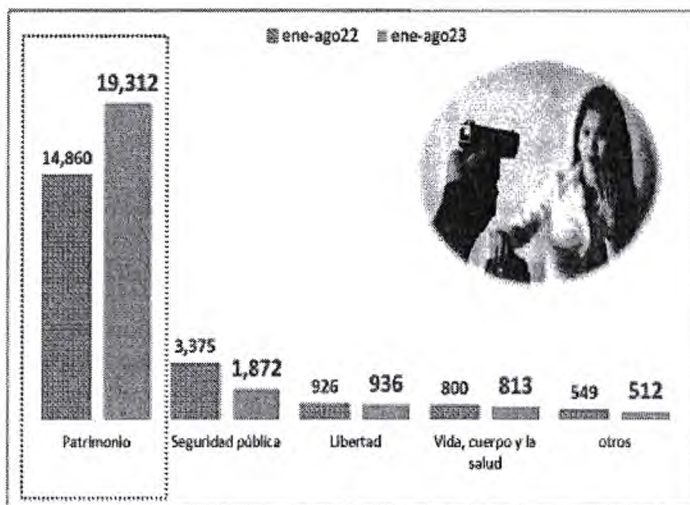 ene-ago22 ene-ago23
19,312
14,860
3,375
1,872
926
936
800
813
549
512
Patrimonio
Seguridad pública
Libertad
Vida, cuerpo y la
salud
otros